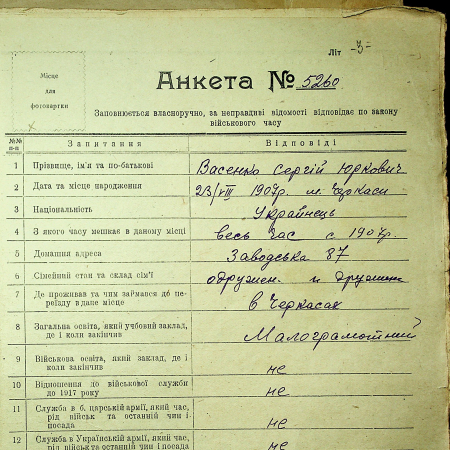 Літ -3-
Місце
для
фотокартки
Анкета № 5260
Заповнюється власноручно, за неправдиві відомості відповідає по закону
військового часу
№№
п-п
Запитання
Відповіді
1 Прізвище, ім'я та по-батькові Васенко Сергій Юркович
2 Дата та місце народження 23/VIII 1907р. м. Черкаси
3 Національність Українець
4 З якого часу мешкає в даному місці весь час с 1907р.
5 Домашня адреса Заводська 87
6 Сімейний стан та склад сім'ї одружен. и дружина
7 Де проживав та чим займався до переїзду в дане місце в Черкасах
8 Загальна освіта, який учбовий заклад,
де і коли закінчив Малограмотний
9 Військова освіта, який заклад, де і
коли закінчив не
10 Відношення до військової служби
до 1917 року не
11 Служба в б. царській армії, який час,
рід військ та останній чин і
посада не
12 Служба в Українській армії, який час,
рід військ та останній чин і посада не